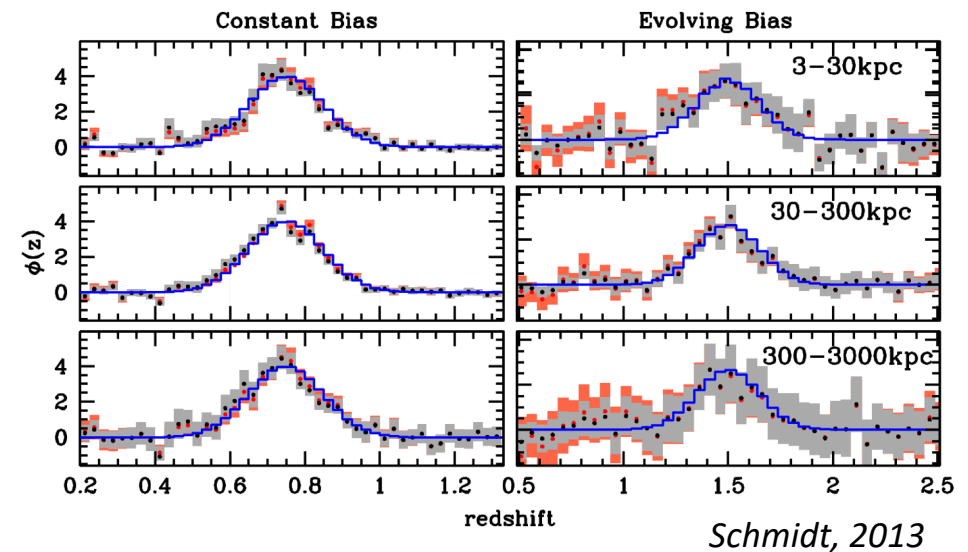 Constant Bias
Evolving Bias
4
2
0
3-30kpc
4
2
0
30-300kpc
4
2
0
300-3000kpc
ϕ(z)
0.2 0.4 0.6 0.8 1 1.2
0.5 1 1.5 2 2.5
redshift
Schmidt, 2013